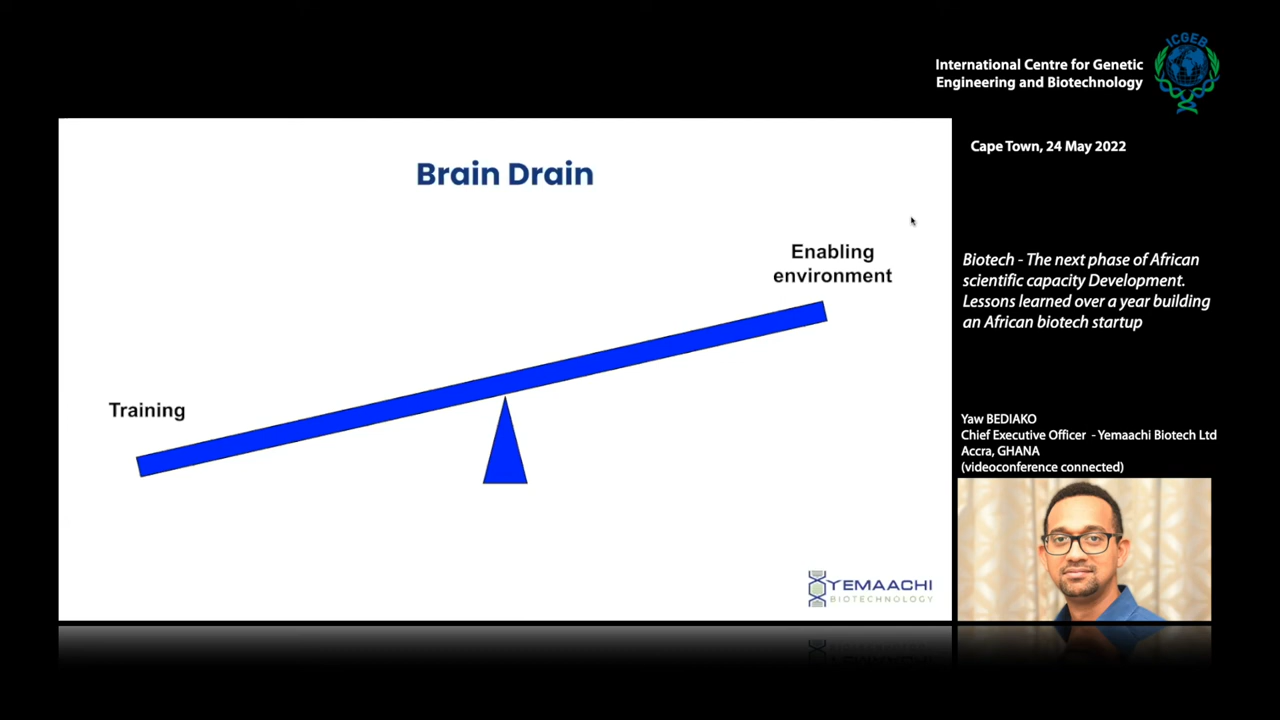 ICGEB
International Centre for Genetic
Engineering and Biotechnology
Cape Town, 24 May 2022
Brain Drain
Enabling
environment
Training
YEMAACHI
BIOTECHNOLOGY
Biotech - The next phase of African
scientific capacity Development.
Lessons learned over a year building
an African biotech startup
Yaw BEDIAKO
Chief Executive Officer - Yemaachi Biotech Ltd
Accra, GHANA
(videoconference connected)